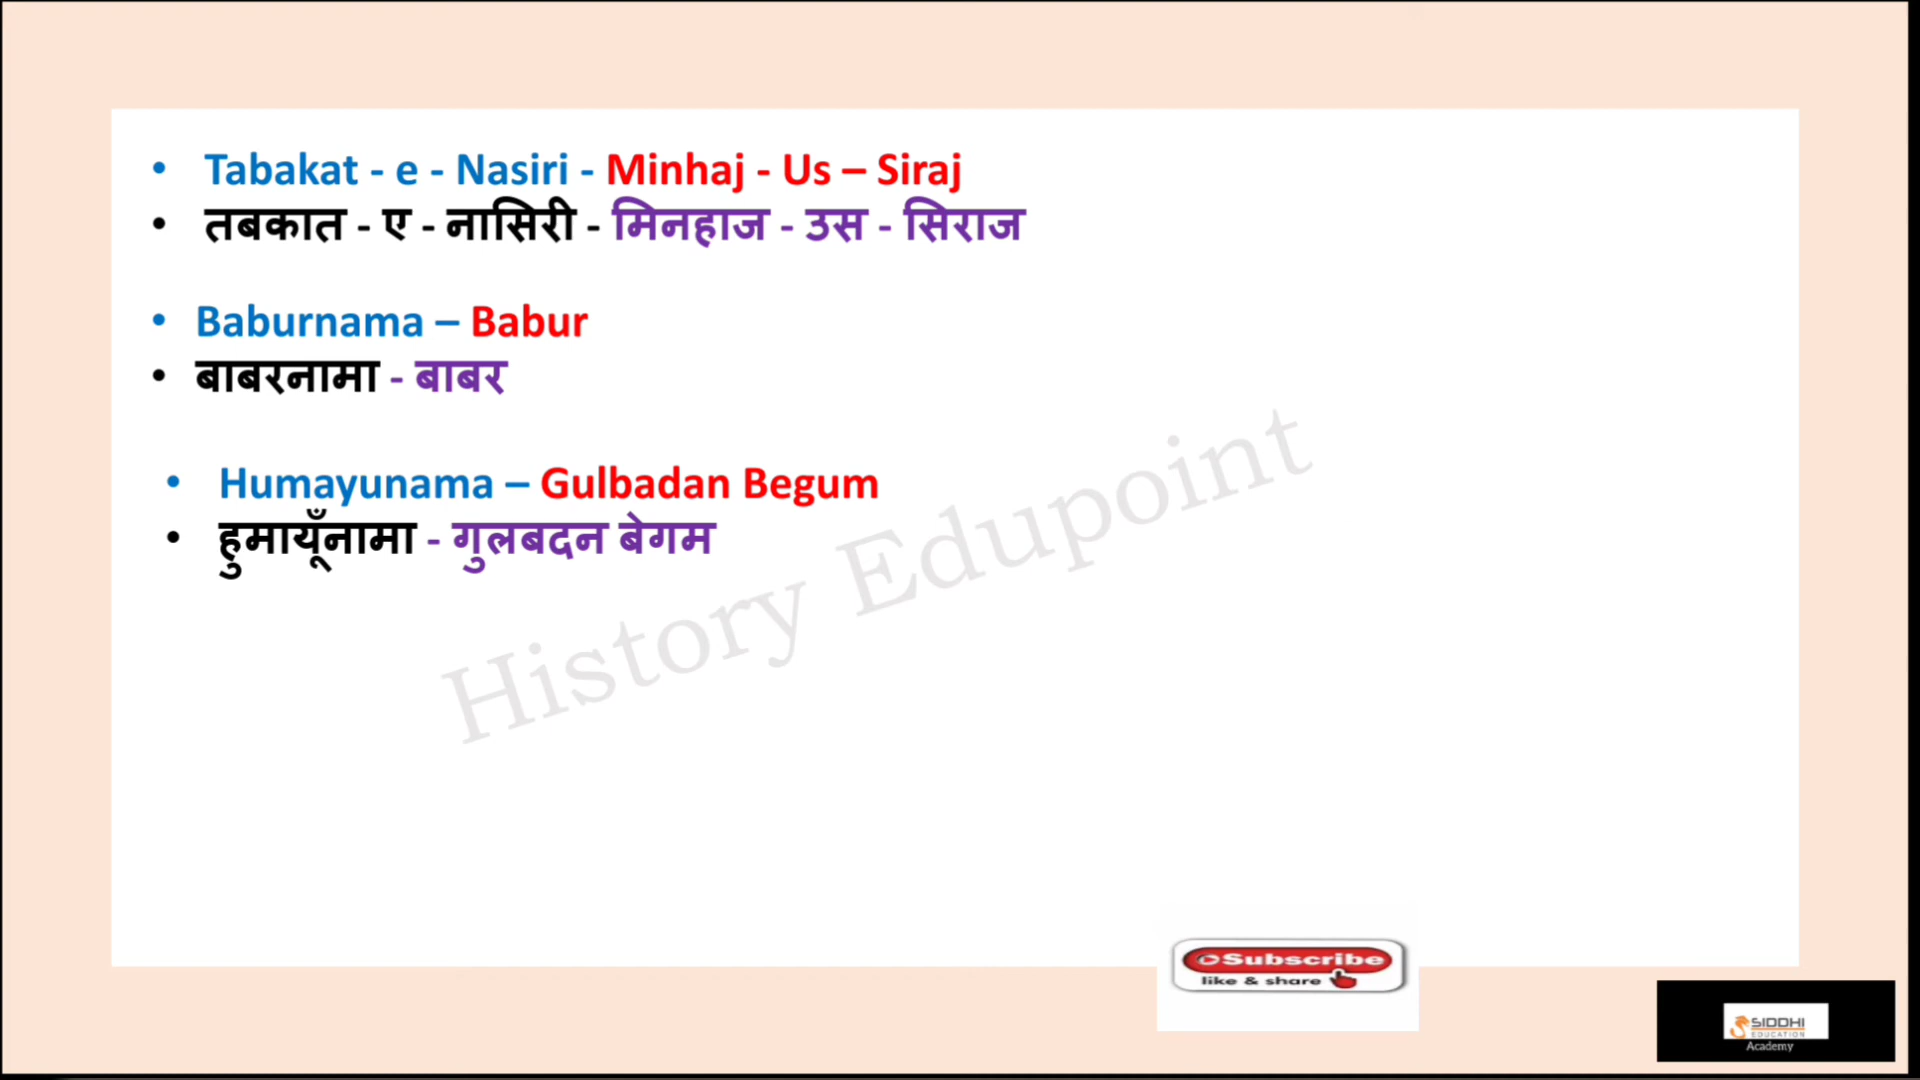 • Tabakat - e - Nasiri - Minhaj - Us – Siraj
• तबकात - ए - नासिरी - मिनहाज - उस - सिराज
• Baburnama – Babur
• बाबरनामा - बाबर
• Humayunama – Gulbadan Begum
• हुमायूँनामा - गुलबदन बेगम
History Edupoint
Subscribe
like & share
SIDDHI
EDUCATION
Academy